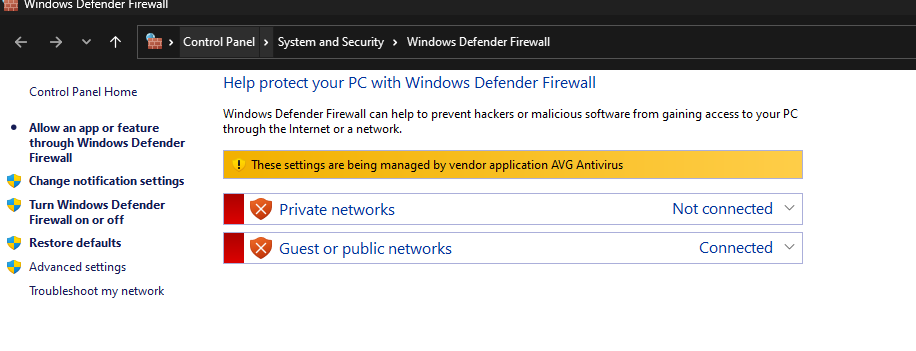 Windows Defender Firewall
Control Panel > System and Security > Windows Defender Firewall
Control Panel Home
Allow an app or feature
through Windows Defender
Firewall
Change notification settings
Turn Windows Defender
Firewall on or off
Restore defaults
Advanced settings
Troubleshoot my network
Help protect your PC with Windows Defender Firewall
Windows Defender Firewall can help to prevent hackers or malicious software from gaining access to your PC
through the Internet or a network.
These settings are being managed by vendor application AVG Antivirus
Private networks Not connected
Guest or public networks Connected